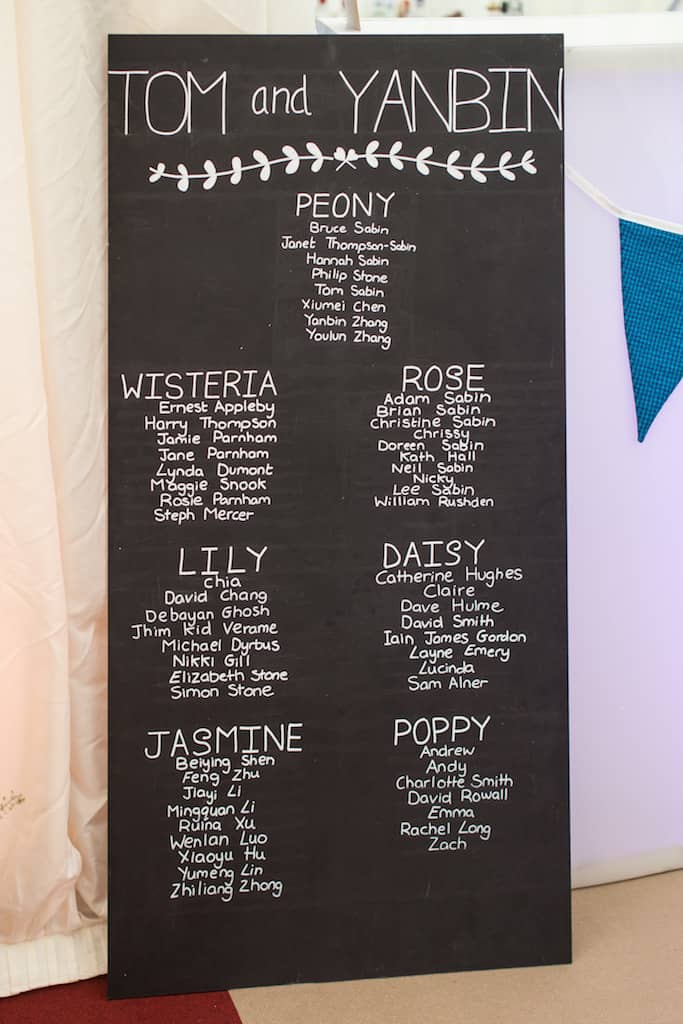 TOM and YANBIN
PEONY
Bruce Sabin
Janet Thompson-Sabin
Hannah Sabin
Philip Stone
Tom Sabin
Xiumei Chen
Yanbin Zhang
Youlun Zhang
WISTERIA
Ernest Appleby
Harry Thompson
Jamie Parnham
Jane Parnham
Lynda Dumont
Maggie Snook
Rosie Parnham
Steph Mercer
ROSE
Adam Sabin
Brian Sabin
Christine Sabin
Chrissy
Doreen Sabin
Kath Hall
Neil Sabin
Nicky
Lee Sabin
William Rushden
LILY
Chia
David Chang
Debayan Ghosh
Jhim Kid Verame
Michael Dyrbus
Nikki Gill
Elizabeth Stone
Simon Stone
DAISY
Catherine Hughes
Claire
Dave Hulme
David Smith
Iain James Gordon
Layne Emery
Lucinda
Sam Alner
JASMINE
Beiying Shen
Feng Zhu
Jiayi Li
Mingquan Li
Ruina Xu
Wenlan Luo
Xiaoyu Hu
Yumeng Lin
Zhiliang Zhong
POPPY
Andrew
Andy
Charlotte Smith
David Rowall
Emma
Rachel Long
Zach